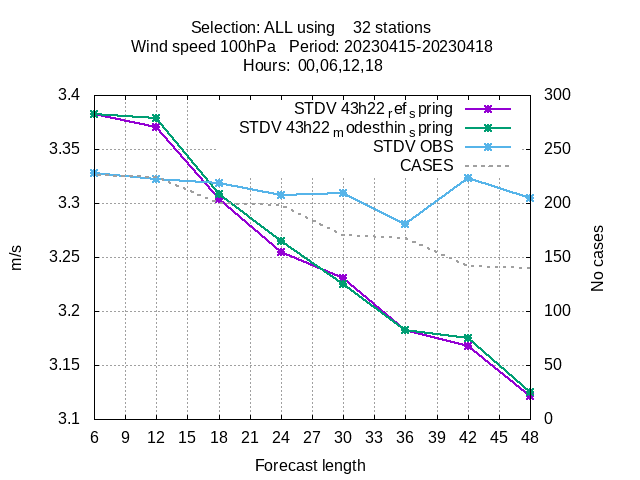 Selection: ALL using    32 stations
Wind speed 100hPa   Period: 20230415-20230418
Hours:  00,06,12,18
3.4
3.35
3.3
3.25
3.2
3.15
3.1
m/s
STDV 43h22refspring
STDV 43h22modesthinspring
STDV OBS
CASES
300
250
200
150
100
50
0
No cases
6 9 12 15 18 21 24 27 30 33 36 39 42 45 48
Forecast length